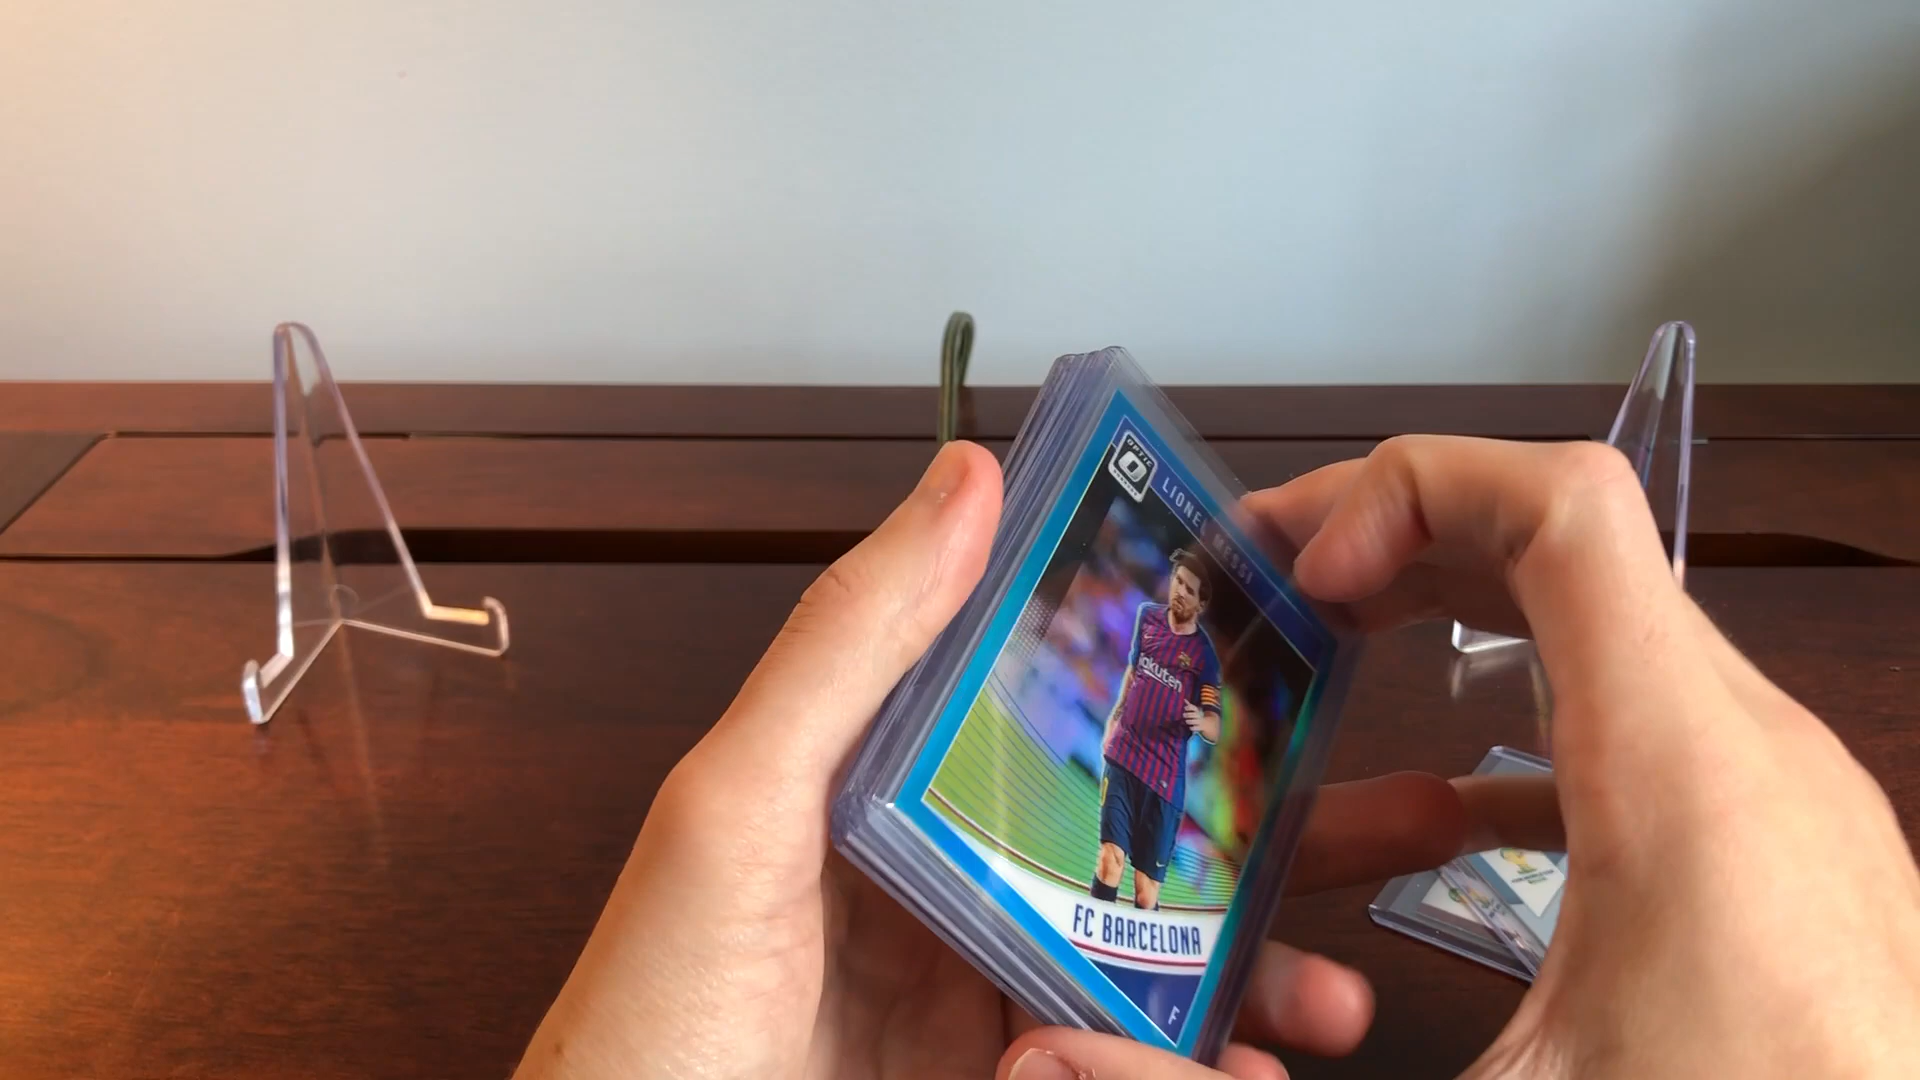 OPTIC
LIONEL MESSI
Rakuten
FC BARCELONA
F